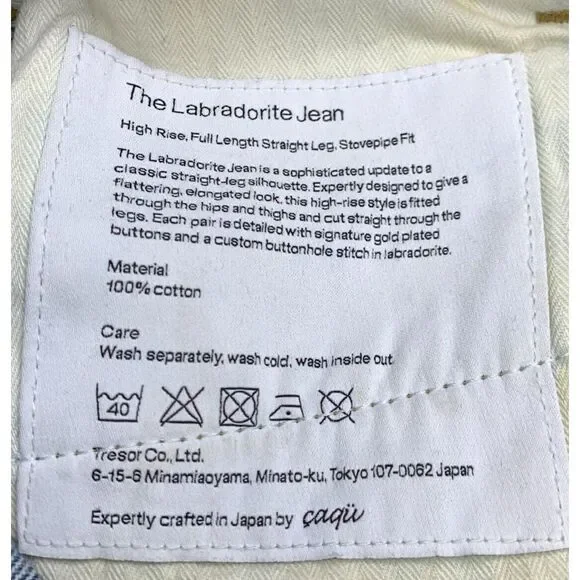 The Labradorite Jean
High Rise, Full Length Straight Leg, Stovepipe Fit
The Labradorite Jean is a sophisticated update to a
classic straight-leg silhouette. Expertly designed to give a
flattering, elongated look, this high-rise style is fitted
through the hips and thighs and cut straight through the
legs. Each pair is detailed with signature gold plated
buttons and a custom buttonhole stitch in labradorite.
Material
100% cotton
Care
Wash separately, wash cold, wash inside out
40
Tresor Co., Ltd.
6-15-6 Minamiaoyama, Minato-ku, Tokyo 107-0062 Japan
Expertly crafted in Japan by çaqü